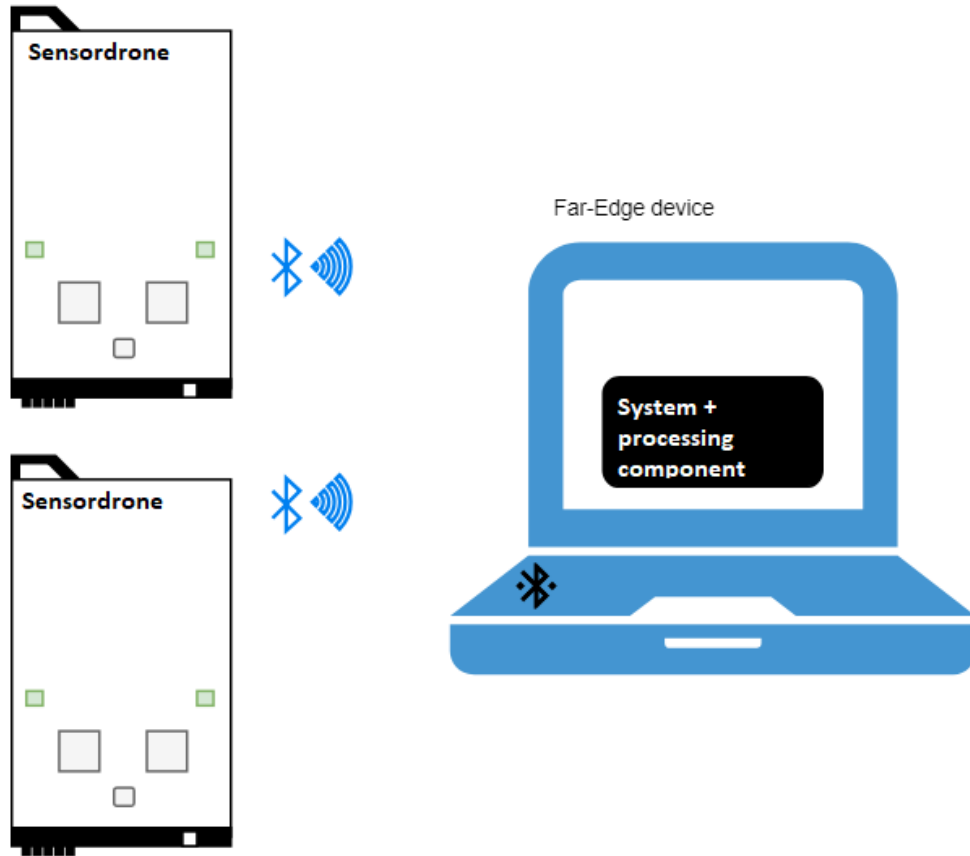 Sensordrone
Far-Edge device
System +
processing
component
Sensordrone